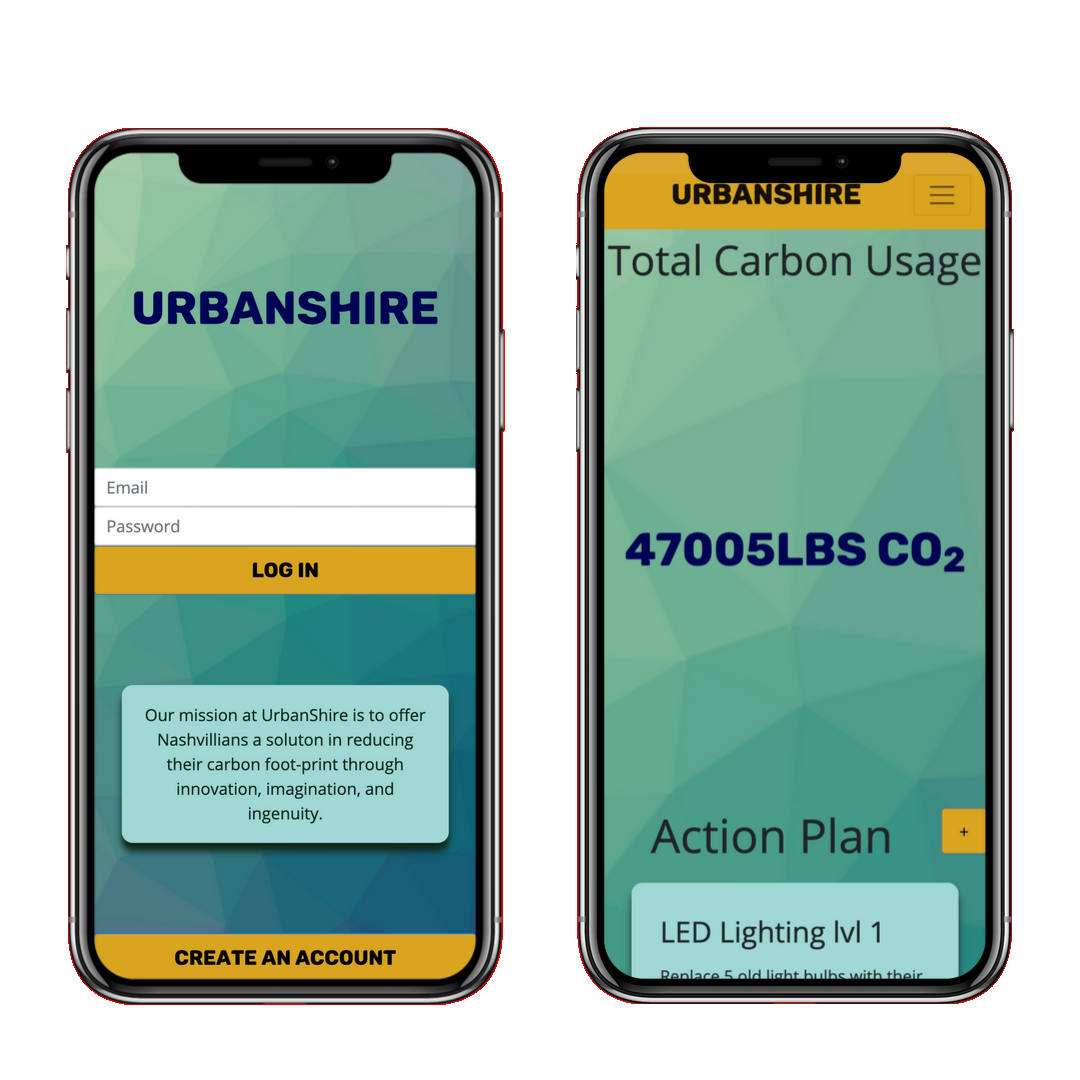 URBANSHIRE
Email
Password
LOG IN
Our mission at UrbanShire is to offer
Nashvillians a soluton in reducing
their carbon foot-print through
innovation, imagination, and
ingenuity.
CREATE AN ACCOUNT
URBANSHIRE
Total Carbon Usage
47005LBS CO₂
Action Plan
+
LED Lighting lvl 1
Replace 5 old light bulbs with their